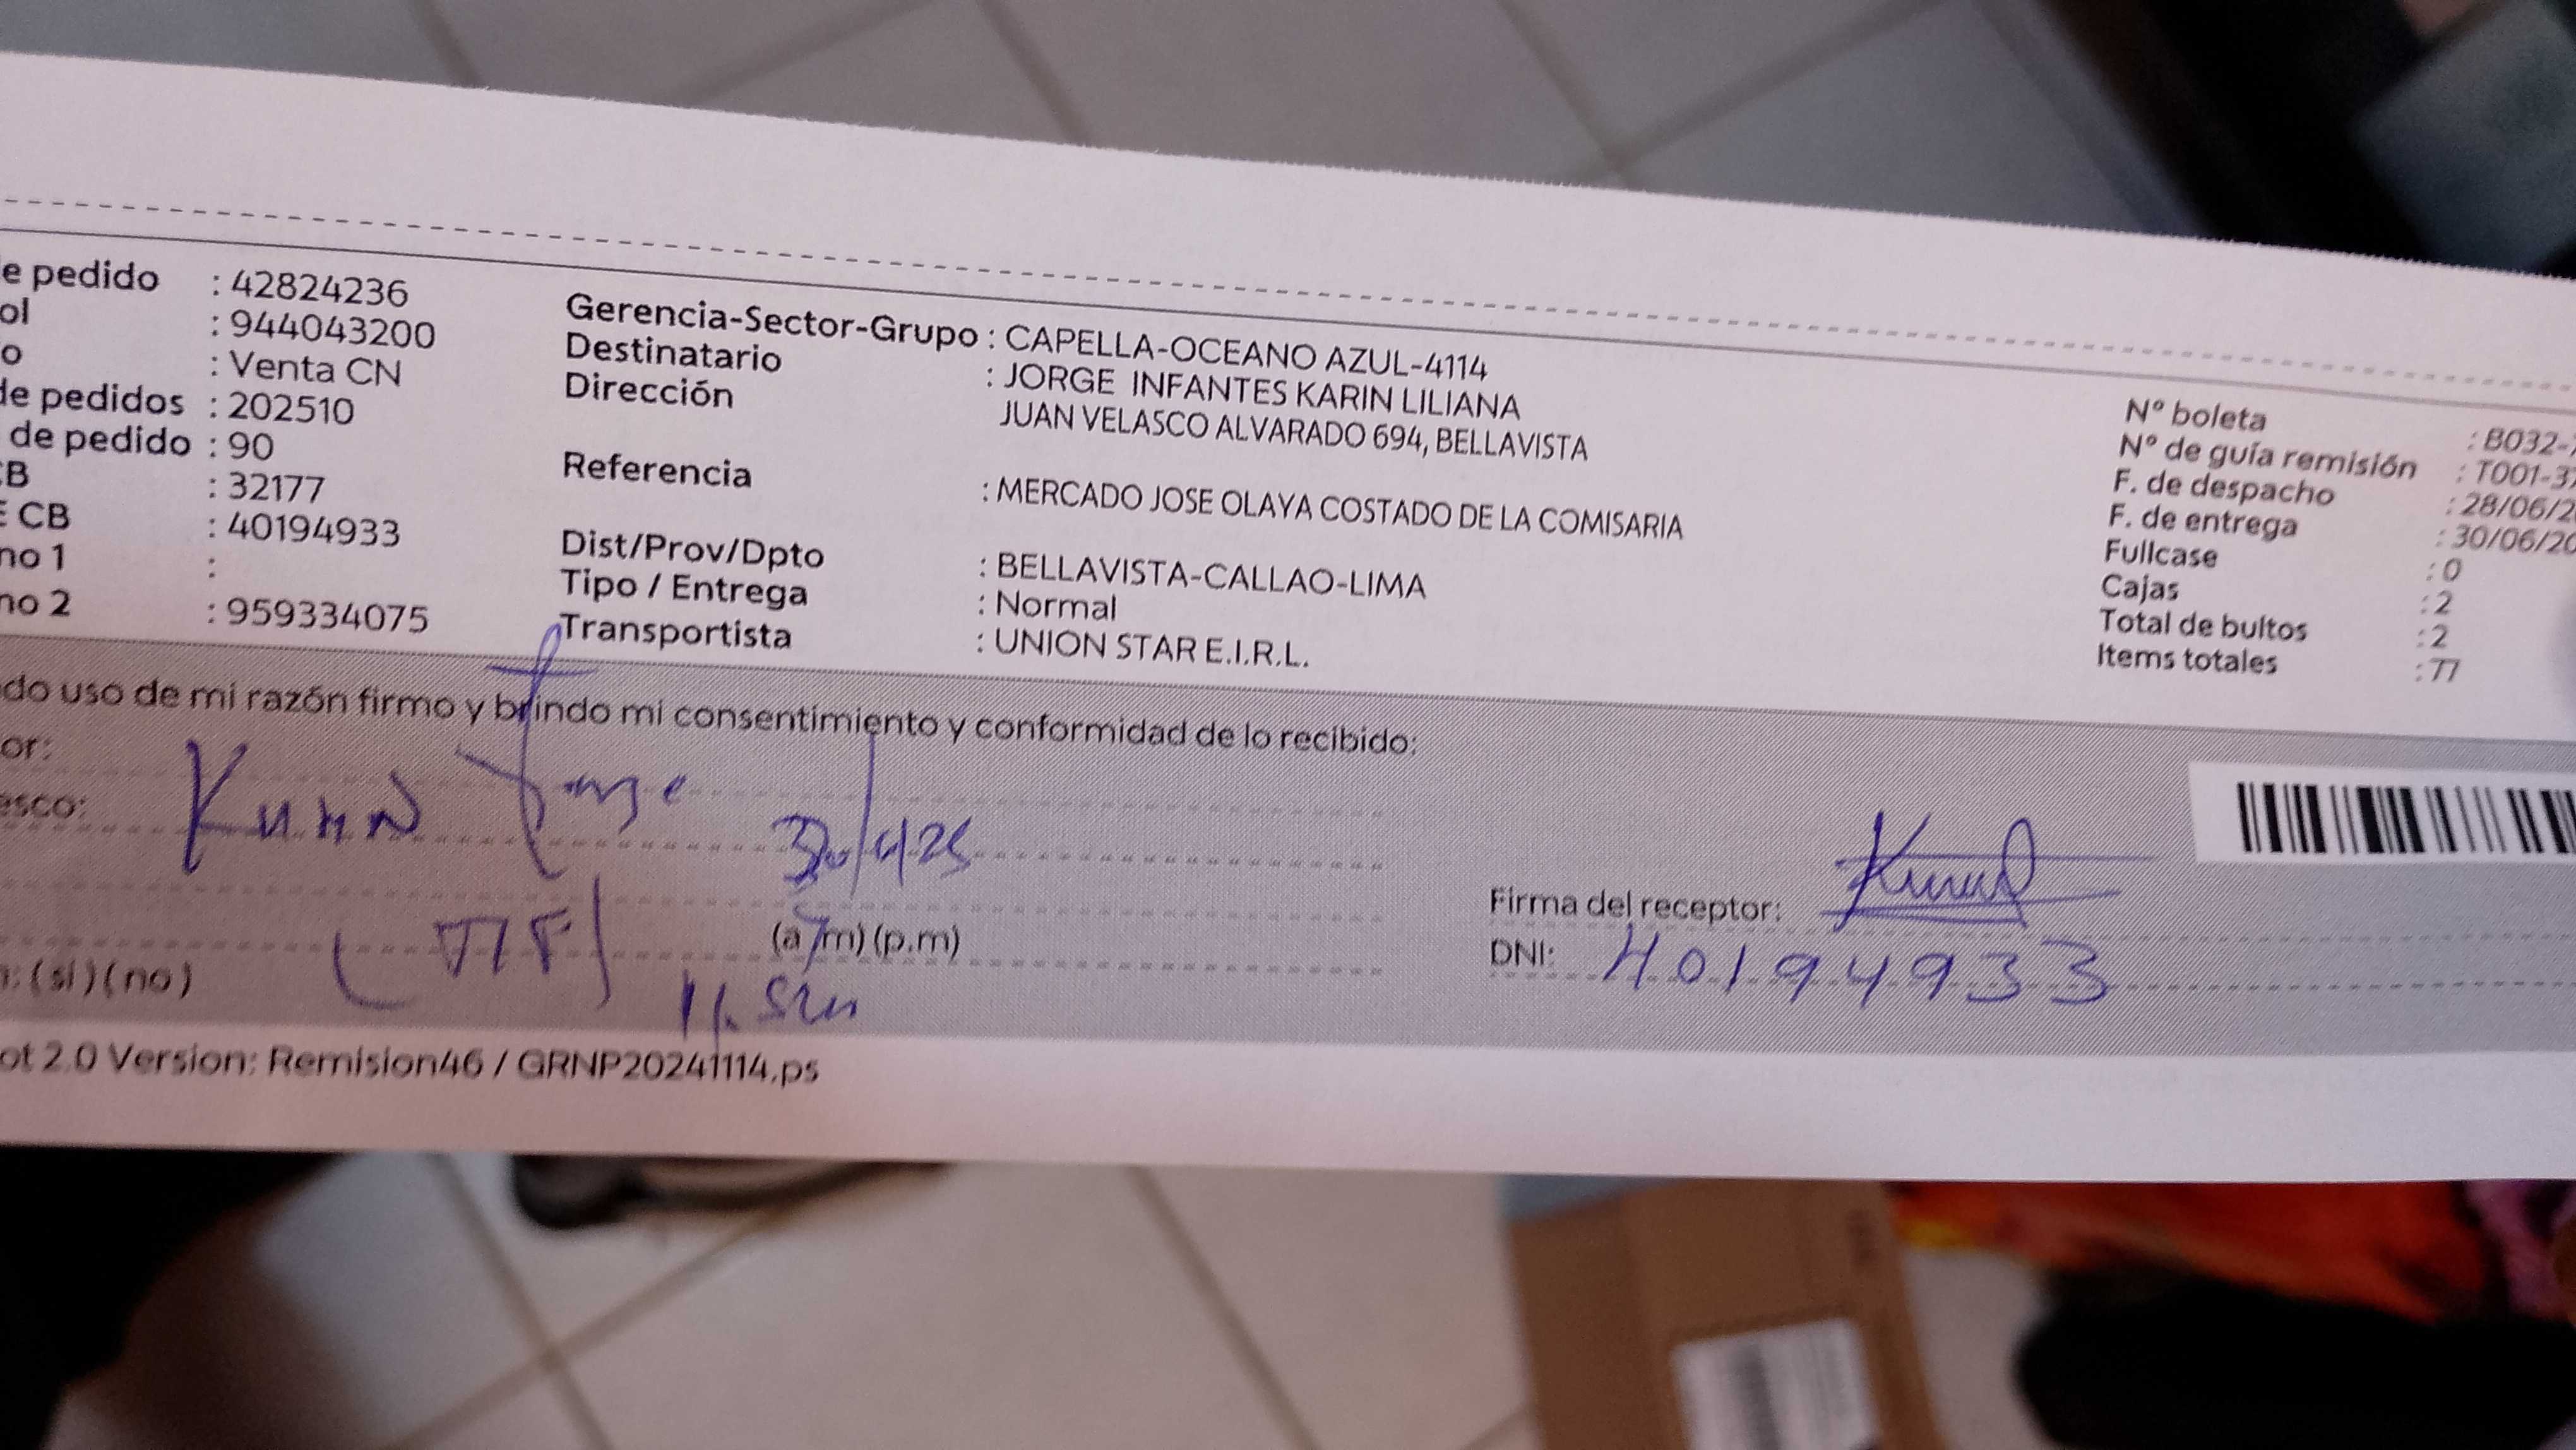 e pedido : 42824236
ol : 944043200
o : Venta CN
de pedidos : 202510
de pedido : 90
CB : 32177
E CB : 40194933
no 1 :
no 2 : 959334075
Gerencia-Sector-Grupo : CAPELLA-OCEANO AZUL-4114
Destinatario : JORGE INFANTES KARIN LILIANA
Dirección JUAN VELASCO ALVARADO 694, BELLAVISTA
Referencia : MERCADO JOSE OLAYA COSTADO DE LA COMISARIA
Dist/Prov/Dpto : BELLAVISTA-CALLAO-LIMA
Tipo / Entrega : Normal
Transportista : UNION STAR E.I.R.L.
Nº boleta : B032-
Nº de guía remisión : T001-37
F. de despacho : 28/06/2
F. de entrega : 30/06/20
Fullcase : 0
Cajas : 2
Total de bultos : 2
Items totales : 77
do uso de mi razón firmo y brindo mi consentimiento y conformidad de lo recibido:
or:
esco:
(a.m) (p.m)
: (sí) (no)
Firma del receptor:
DNI: 40194933
ot 2.0 Version: Remision46 / GRNP20241114.ps